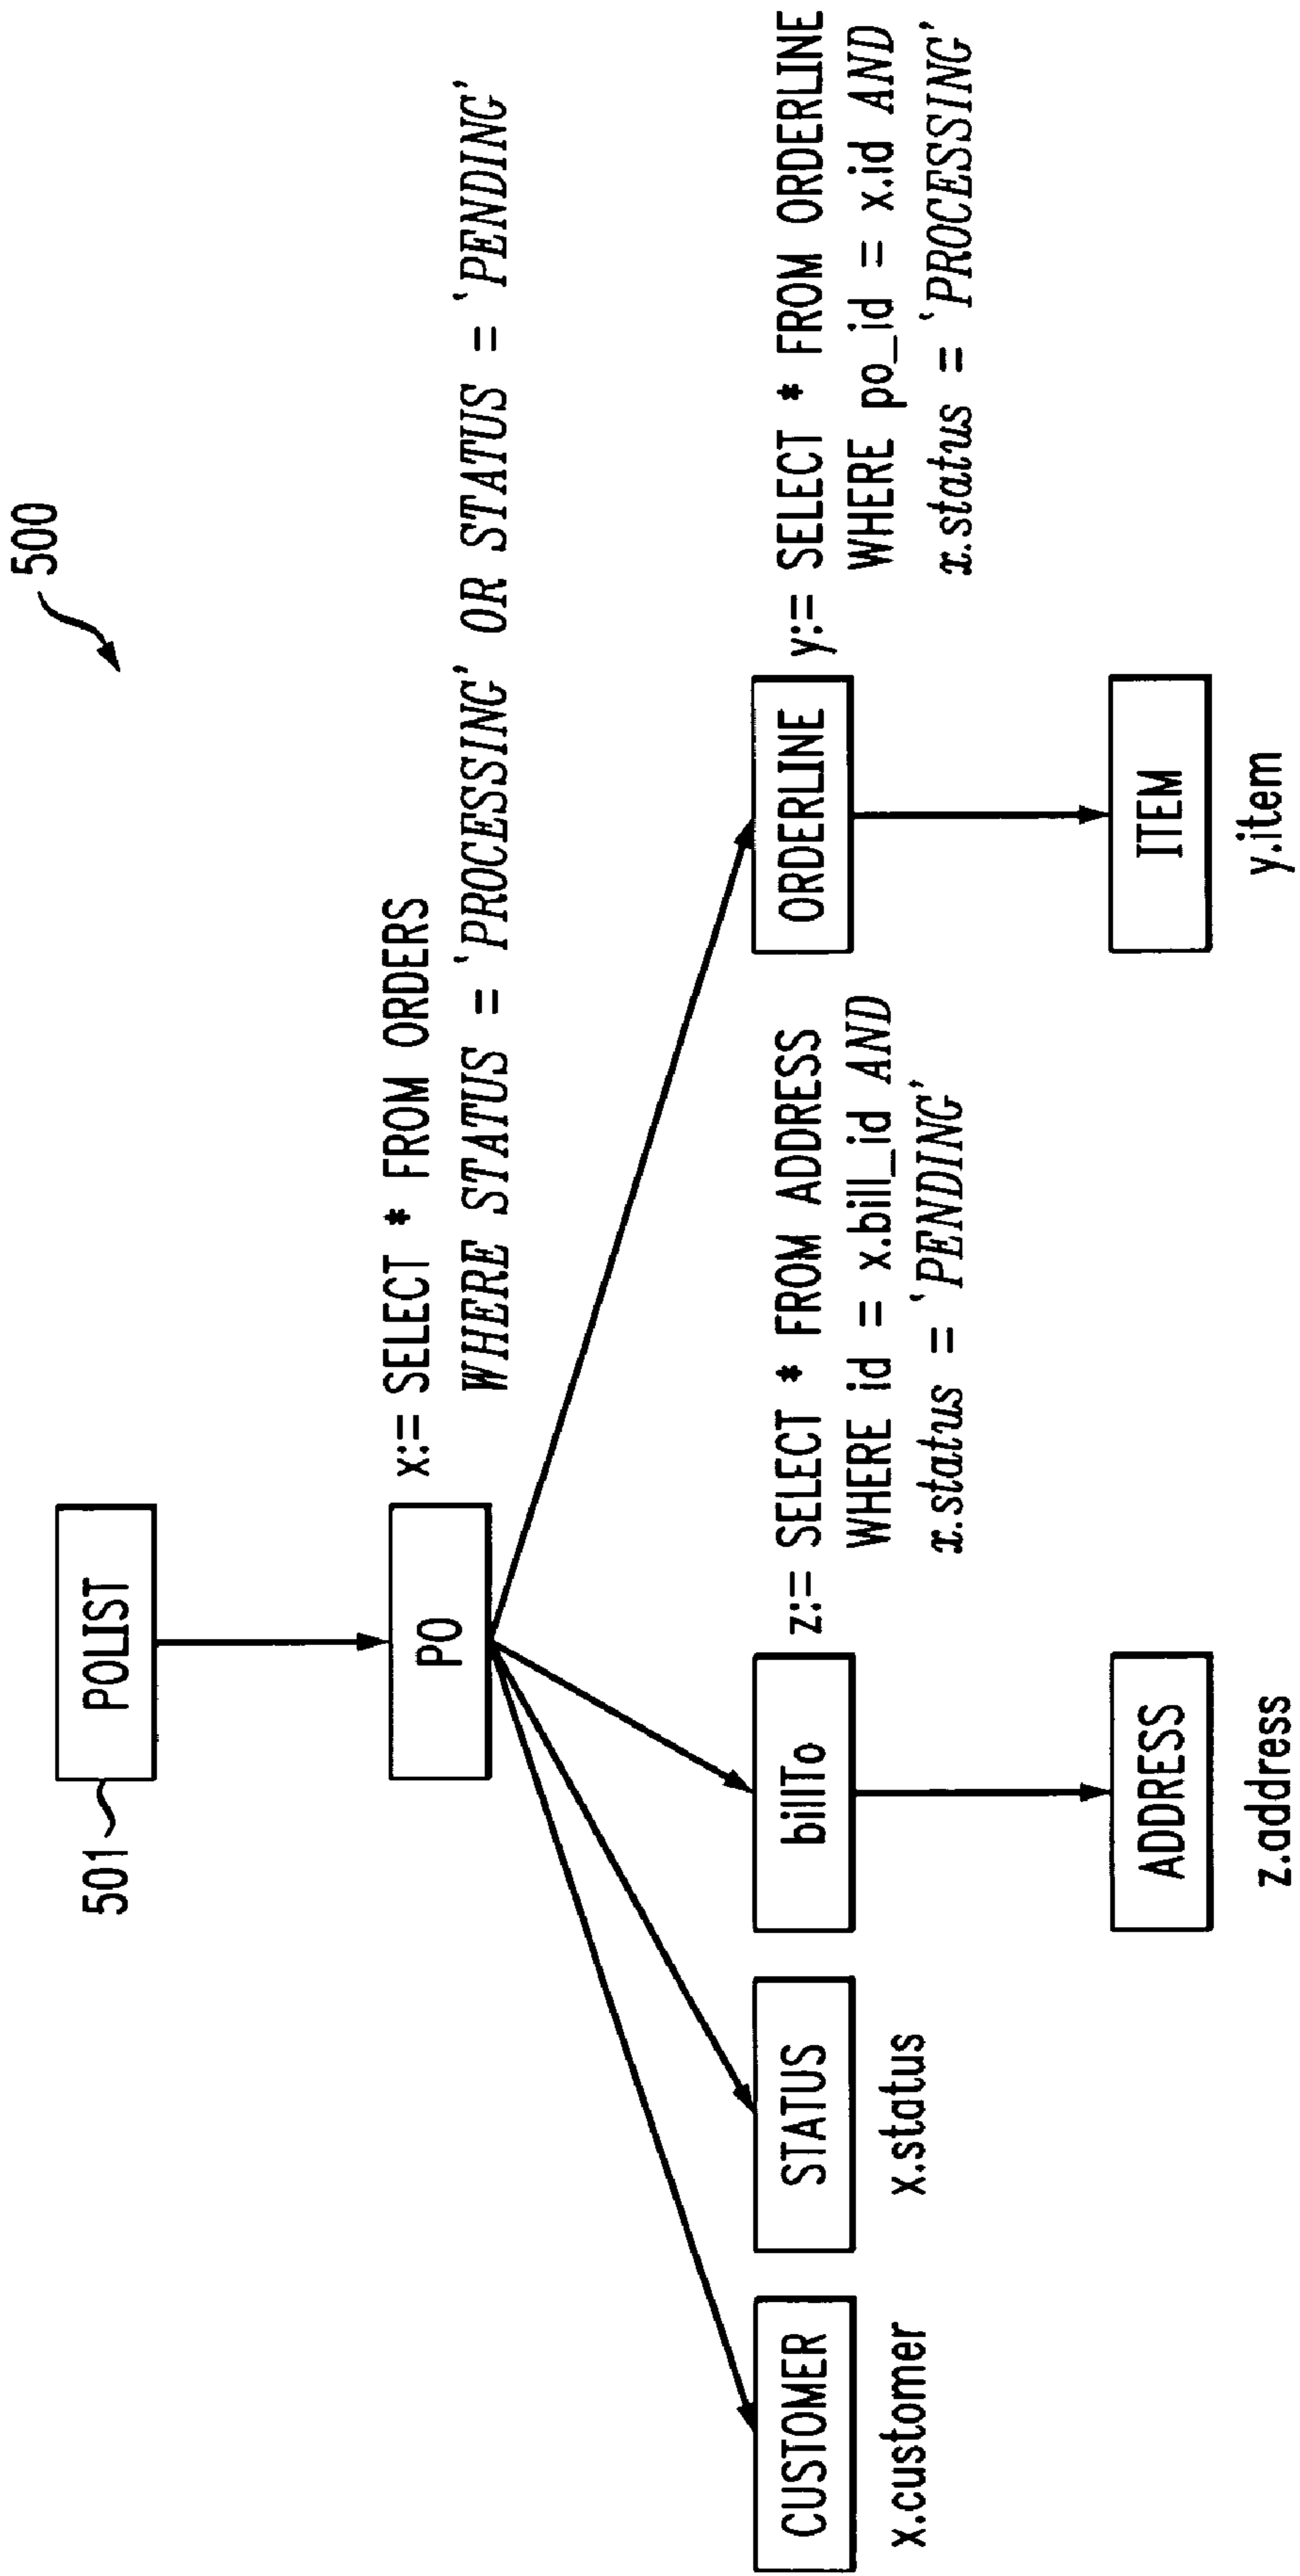 500
501
POLIST
PO
x:= SELECT * FROM ORDERS
WHERE STATUS = ‘PROCESSING’ OR STATUS = ‘PENDING’
CUSTOMER
x.customer
STATUS
x.status
billTo
z:= SELECT * FROM ADDRESS
WHERE id = x.bill_id AND
x.status = ‘PENDING’
ORDERLINE
y:= SELECT * FROM ORDERLINE
WHERE po_id = x.id AND
x.status = ‘PROCESSING’
ADDRESS
z.address
ITEM
y.item